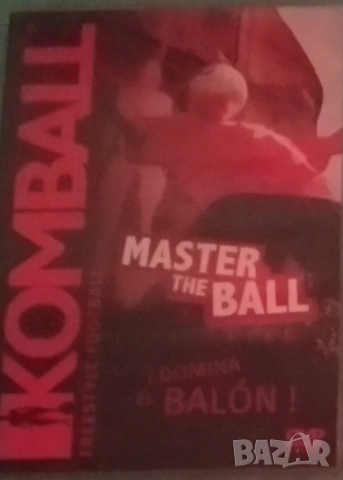 KOMBALL
FREESTYLE FOOTBALL
MASTER
THE BALL
¡DOMINA
EL BALÓN!
BAZAR